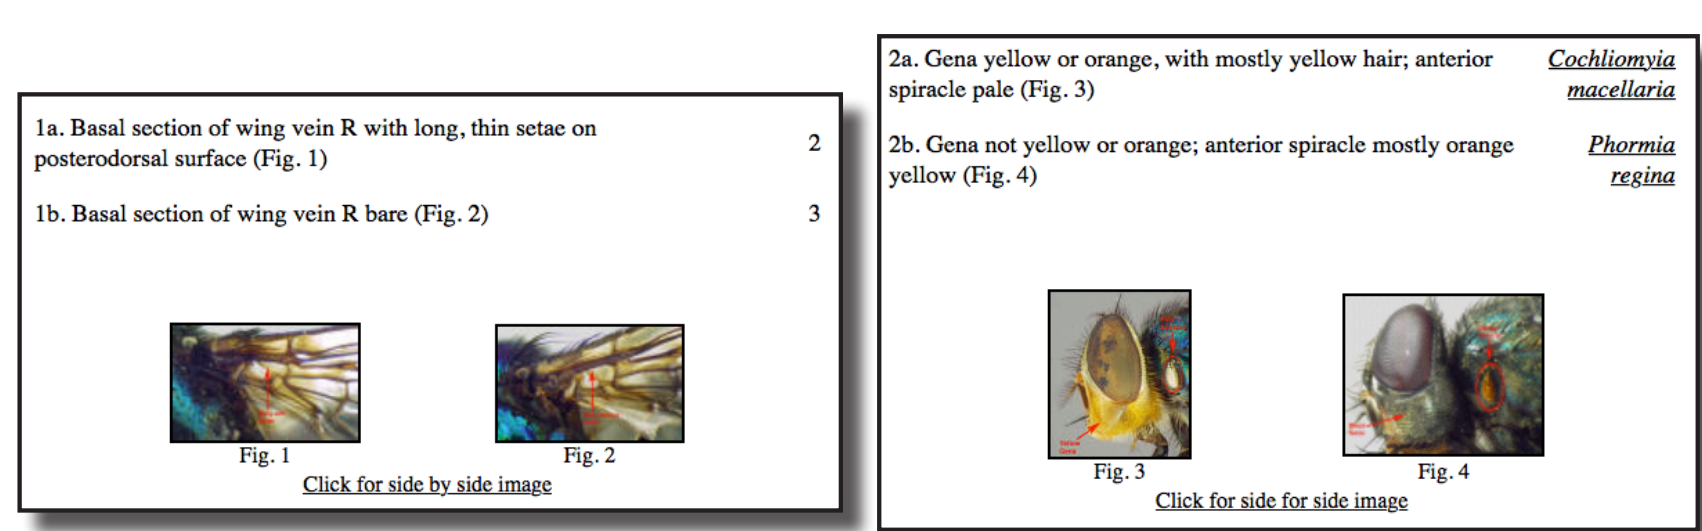 1a. Basal section of wing vein R with long, thin setae on
posterodorsal surface (Fig. 1)
2
1b. Basal section of wing vein R bare (Fig. 2)
3
Fig. 1
Fig. 2
Click for side by side image
2a. Gena yellow or orange, with mostly yellow hair; anterior
spiracle pale (Fig. 3)
Cochliomyia
macellaria
2b. Gena not yellow or orange; anterior spiracle mostly orange
yellow (Fig. 4)
Phormia
regina
Yellow
Gena
Fig. 3
Fig. 4
Click for side for side image